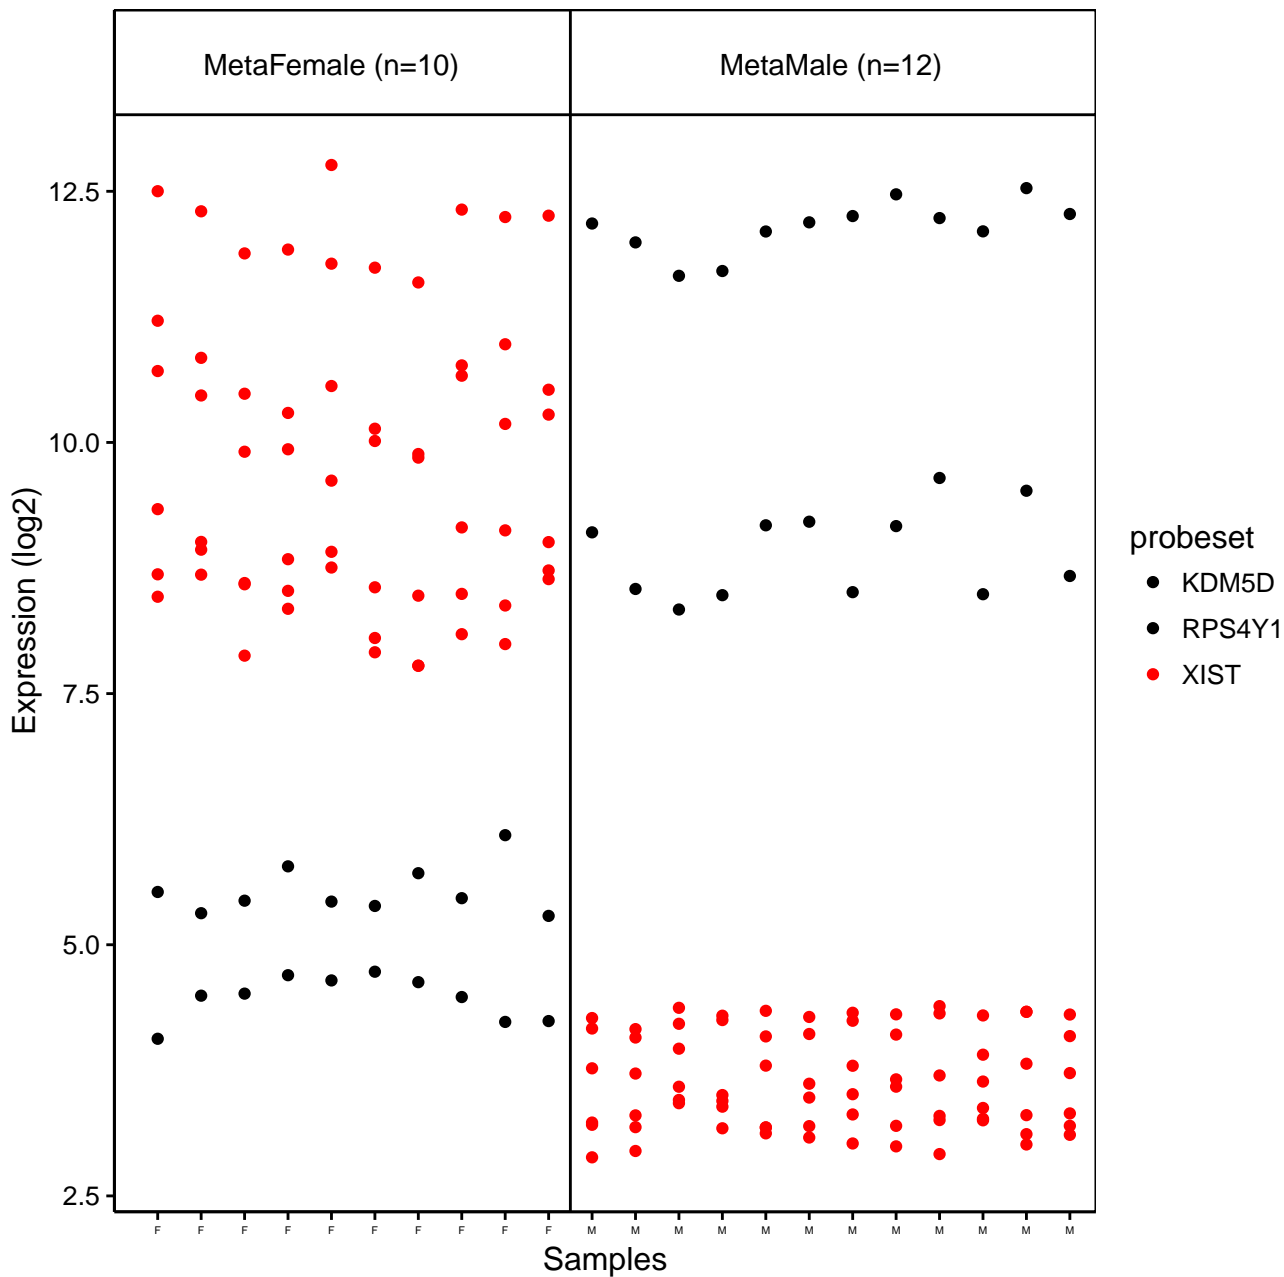 MetaFemale (n=10) MetaMale (n=12)
12.5
10.0
7.5
5.0
2.5
Expression (log2)
F F F F F F F F F F M M M M M M M M M M M M
Samples
probeset
KDM5D
RPS4Y1
XIST